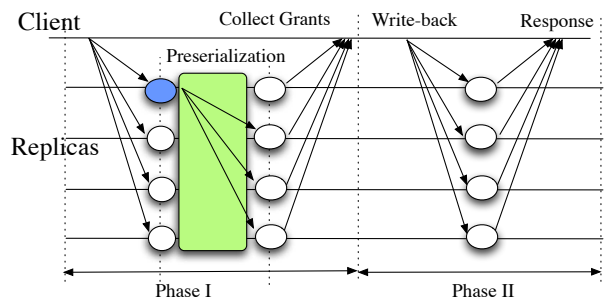 Client
Collect Grants
Write-back
Response
Preserialization
Replicas
Phase I
Phase II